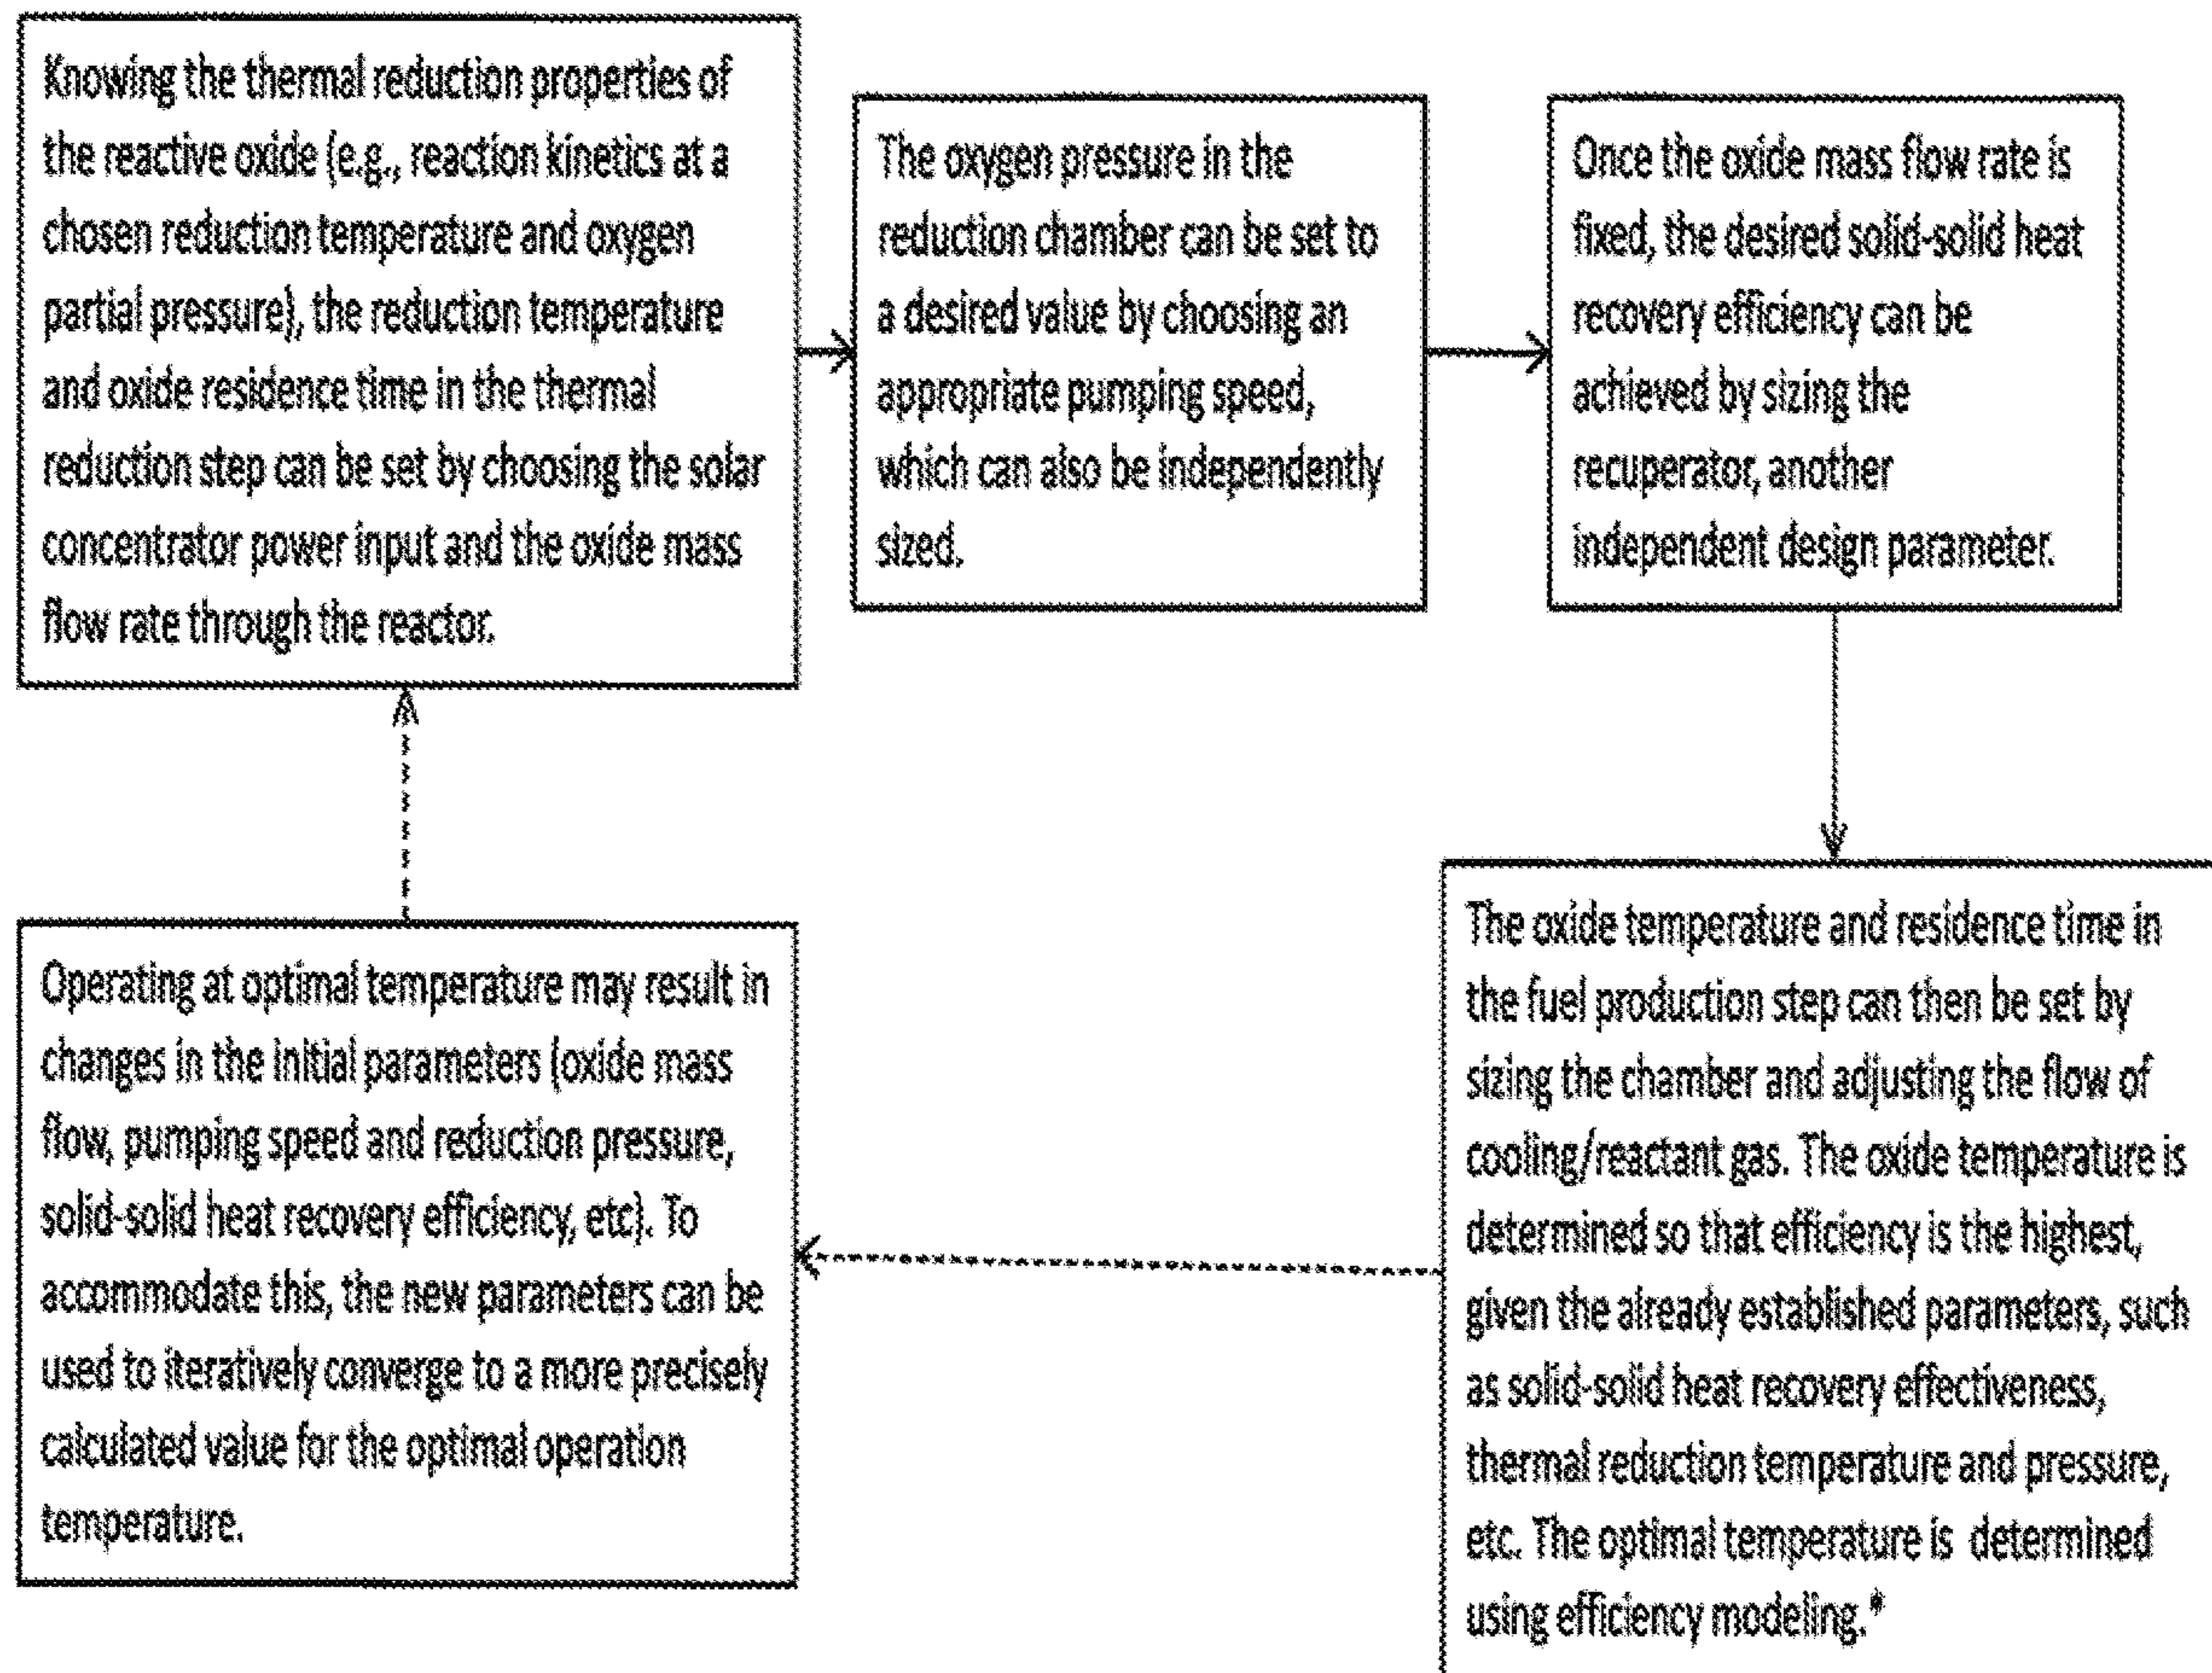 Knowing the thermal reduction properties of
the reactive oxide (e.g., reaction kinetics at a
chosen reduction temperature and oxygen
partial pressure), the reduction temperature
and oxide residence time in the thermal
reduction step can be set by choosing the solar
concentrator power input and the oxide mass
flow rate through the reactor.
The oxygen pressure in the
reduction chamber can be set to
a desired value by choosing an
appropriate pumping speed,
which can also be independently
sized.
Once the oxide mass flow rate is
fixed, the desired solid-solid heat
recovery efficiency can be
achieved by sizing the
recuperator, another
independent design parameter.
The oxide temperature and residence time in
the fuel production step can then be set by
sizing the chamber and adjusting the flow of
cooling/reactant gas. The oxide temperature is
determined so that efficiency is the highest,
given the already established parameters, such
as solid-solid heat recovery effectiveness,
thermal reduction temperature and pressure,
etc. The optimal temperature is determined
using efficiency modeling.*
Operating at optimal temperature may result in
changes in the initial parameters (oxide mass
flow, pumping speed and reduction pressure,
solid-solid heat recovery efficiency, etc). To
accommodate this, the new parameters can be
used to iteratively converge to a more precisely
calculated value for the optimal operation
temperature.